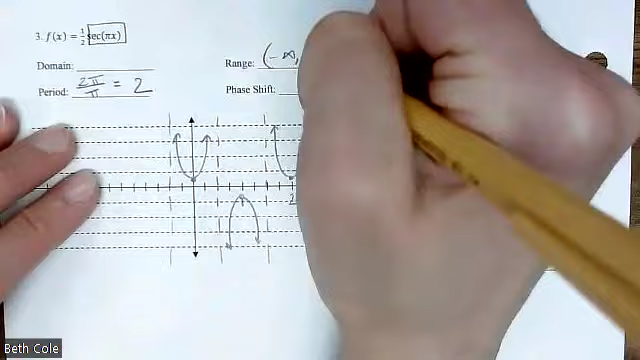 3. f(x) = ½ sec(πx)
Domain:
Range: (-∞,
Period: 2π/π = 2
Phase Shift:
2
Beth Cole